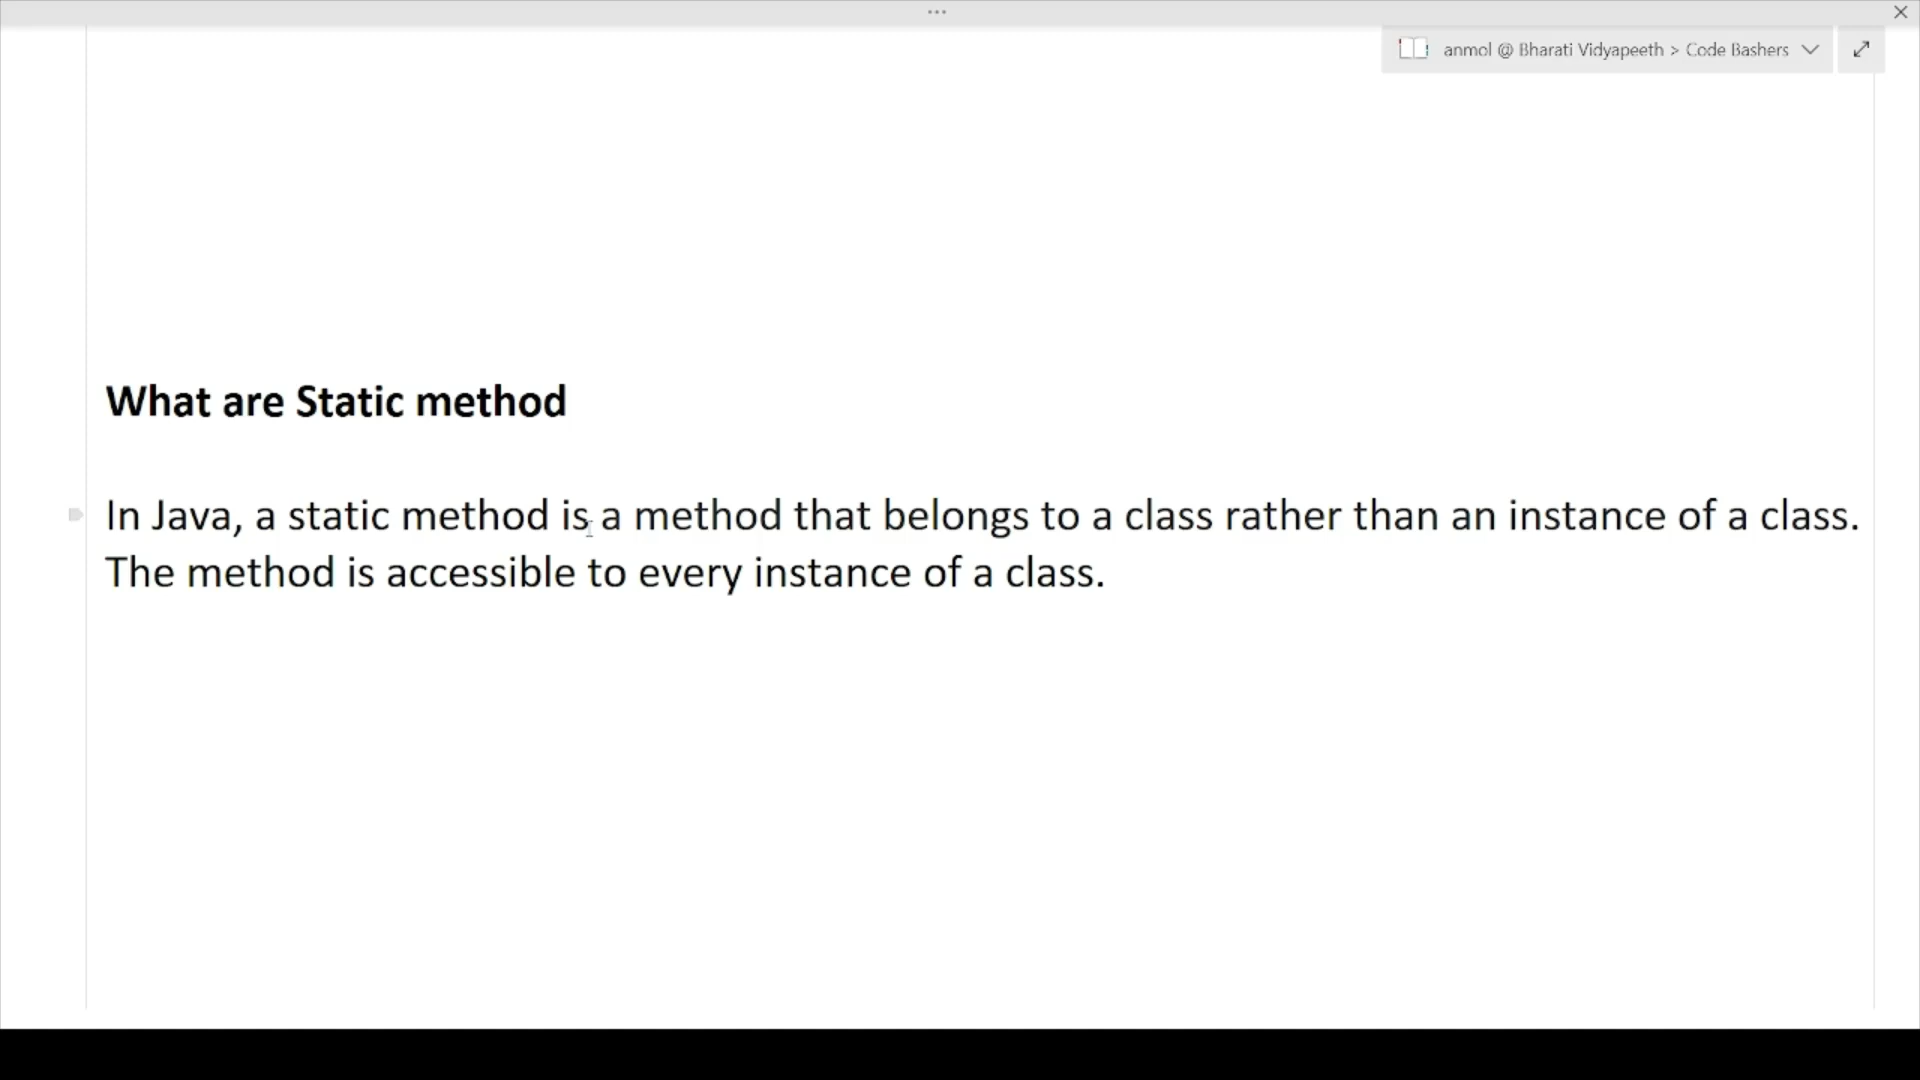 anmol @ Bharati Vidyapeeth > Code Bashers
What are Static method
In Java, a static method is a method that belongs to a class rather than an instance of a class.
The method is accessible to every instance of a class.